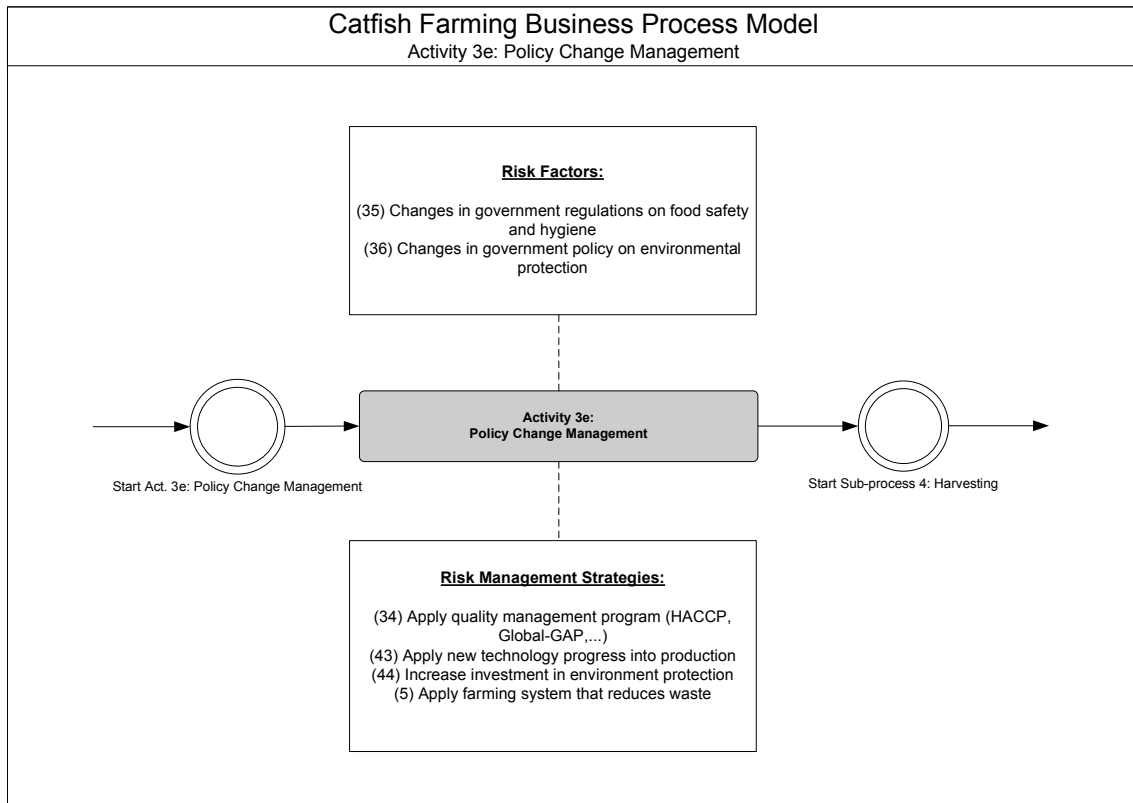 Catfish Farming Business Process Model
Activity 3e: Policy Change Management
Risk Factors:
(35) Changes in government regulations on food safety
and hygiene
(36) Changes in government policy on environmental
protection
Activity 3e:
Policy Change Management
Start Act. 3e: Policy Change Management
Start Sub-process 4: Harvesting
Risk Management Strategies:
(34) Apply quality management program (HACCP,
Global-GAP,...)
(43) Apply new technology progress into production
(44) Increase investment in environment protection
(5) Apply farming system that reduces waste